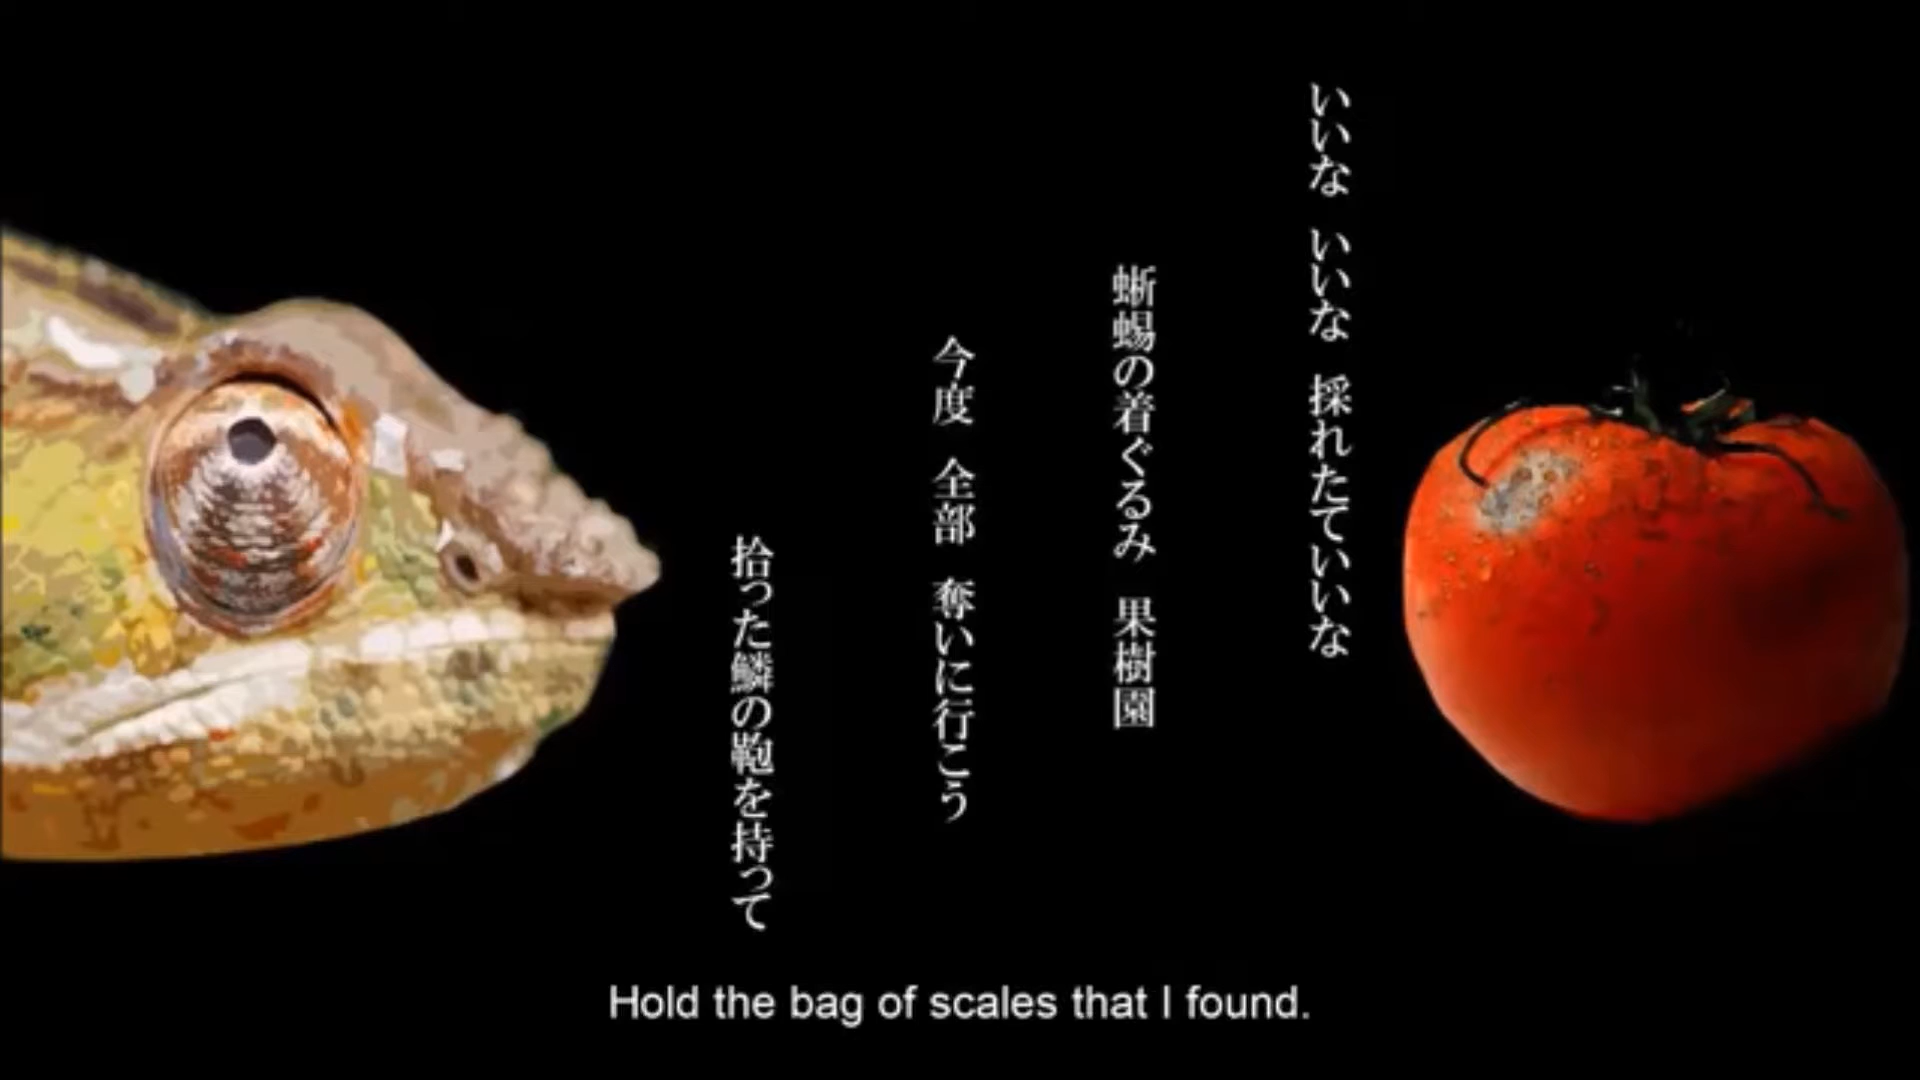 いいな　いいな　採れたていいな
蜥蜴の着ぐるみ　果樹園
今度　全部　奪いに行こう
拾った鱗の鞄を持って
Hold the bag of scales that I found.